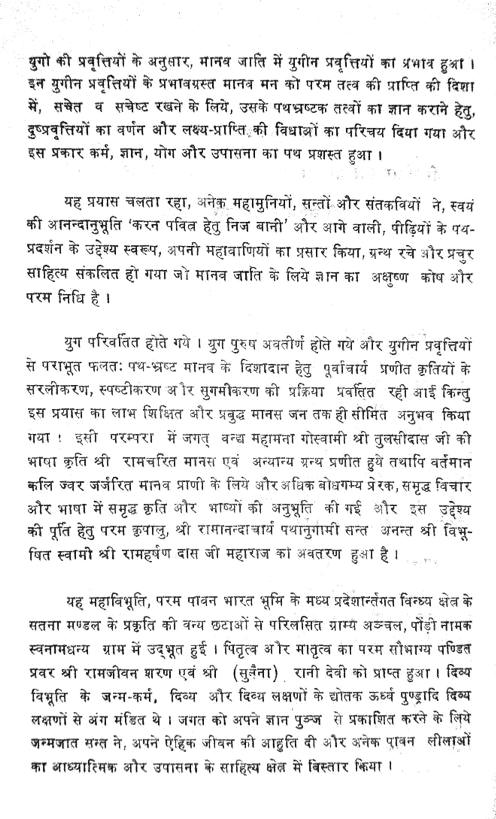 युगो की प्रवृत्तियों के अनुसार, मानव जाति में युगीन प्रवृत्तियों का प्रभाव हुआ ।
इन युगीन प्रवृत्तियों के प्रभावग्रस्त मानव मन को परम तत्व की प्राप्ति की दिशा
में, सचेत व सचेष्ट रखने के लिये, उसके पथभ्रष्टक तत्वों का ज्ञान कराने हेतु,
दुष्प्रवृत्तियों का वर्णन और लक्ष्य-प्राप्ति की विधाओं का परिचय दिया गया और
इस प्रकार कर्म, ज्ञान, योग और उपासना का पथ प्रशस्त हुआ ।
यह प्रयास चलता रहा, अनेक महामुनियों, सन्तों और संतकवियों ने, स्वयं
की आनन्दानुभूति 'करन पवित्र हेतु निज बानी' और आगे वाली, पीढ़ियों के पथ-
प्रदर्शन के उद्देश्य स्वरूप, अपनी महावाणियों का प्रसार किया, ग्रन्थ रचे और प्रचुर
साहित्य संकलित हो गया जो मानव जाति के लिये ज्ञान का अक्षुष्ण कोष और
परम निधि है ।
युग परिवर्तित होते गये । युग पुरुष अवतीर्ण होते गये और युगीन प्रवृत्तियों
से पराभूत फलतः पथ-भ्रष्ट मानव के दिशादान हेतु पूर्वाचार्य प्रणीत कृतियों के
सरलीकरण, स्पष्टीकरण और सुगमीकरण की प्रक्रिया प्रवर्तित रही आई किन्तु
इस प्रयास का लाभ शिक्षित और प्रबुद्ध मानस जन तक ही सीमित अनुभव किया
गया ! इसी परम्परा में जगत् वन्द्य महामना गोस्वामी श्री तुलसीदास जी की
भाषा कृति श्री रामचरित मानस एवं अन्यान्य ग्रन्थ प्रणीत हुये तथापि वर्तमान
कलि ज्वर जर्जरित मानव प्राणी के लिये और अधिक बोधगम्य प्रेरक, समृद्ध विचार
और भाषा में समृद्ध कृति और भाष्यों की अनुभूति की गई और इस उद्देश्य
की पूर्ति हेतु परम कृपालु, श्री रामानन्दाचार्य पथानुगामी सन्त अनन्त श्री विभू-
षित स्वामी श्री रामहर्षण दास जी महाराज का अवतरण हुआ है ।
यह महाविभूति, परम पावन भारत भूमि के मध्य प्रदेशान्तंगत विन्ध्य क्षेत्र के
सतना मण्डल के प्रकृति की वन्य छटाओं से परिलसित ग्राम्य अञ्चल, पोंड़ी नामक
स्वनामधन्य ग्राम में उद्भूत हुई । पितृत्व और मातृत्व का परम सौभाग्य पण्डित
प्रवर श्री रामजीवन शरण एवं श्री (सुलैना) रानी देवी को प्राप्त हुआ । दिव्य
विभूति के जन्म-कर्म, दिव्य और दिव्य लक्षणों के द्योतक ऊर्ध्व पुण्ड्रादि दिव्य
लक्षणों से अंग मंडित थे । जगत को अपने ज्ञान पुञ्ज से प्रकाशित करने के लिये
जन्मजात सन्त ने, अपने ऐहिक जीवन की आहुति दी और अनेक पावन लीलाओं
का आध्यात्मिक और उपासना के साहित्य क्षेत्र में विस्तार किया ।